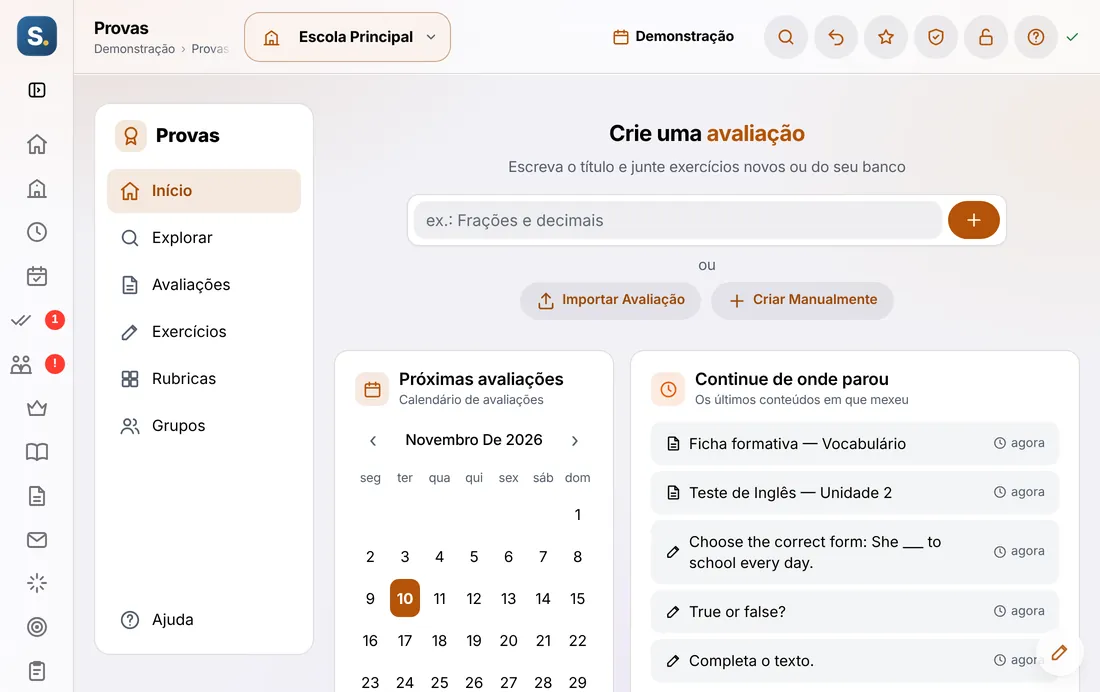 S.
Provas
Demonstração › Provas
Escola Principal
Demonstração
1
!
Provas
Início
Explorar
Avaliações
Exercícios
Rubricas
Grupos
Ajuda
Crie uma avaliação
Escreva o título e junte exercícios novos ou do seu banco
ex.: Frações e decimais
ou
Importar Avaliação
Criar Manualmente
Próximas avaliações
Calendário de avaliações
Novembro De 2026
seg ter qua qui sex sáb dom
1
2 3 4 5 6 7 8
9 10 11 12 13 14 15
16 17 18 19 20 21 22
23 24 25 26 27 28 29
Continue de onde parou
Os últimos conteúdos em que mexeu
Ficha formativa — Vocabulário agora
Teste de Inglês — Unidade 2 agora
Choose the correct form: She ___ to
school every day. agora
True or false? agora
Completa o texto. agora